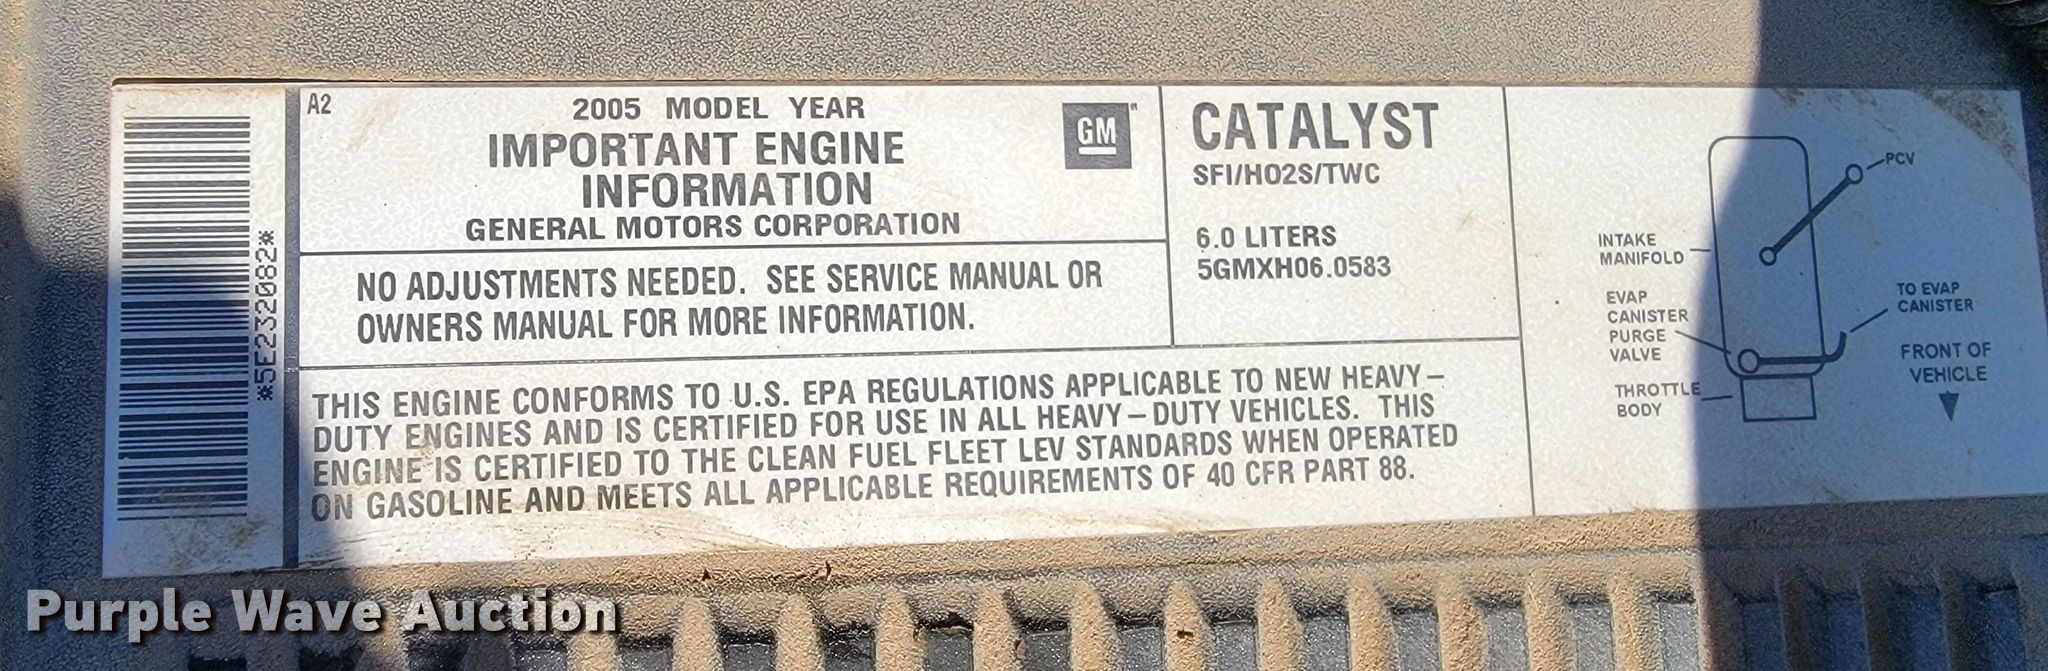 *5E232082*
A2
2005 MODEL YEAR
IMPORTANT ENGINE
INFORMATION
GENERAL MOTORS CORPORATION
GM
NO ADJUSTMENTS NEEDED. SEE SERVICE MANUAL OR
OWNERS MANUAL FOR MORE INFORMATION.
CATALYST
SFI/HO2S/TWC
6.0 LITERS
5GMXH06.0583
THIS ENGINE CONFORMS TO U.S. EPA REGULATIONS APPLICABLE TO NEW HEAVY-
DUTY ENGINES AND IS CERTIFIED FOR USE IN ALL HEAVY-DUTY VEHICLES. THIS
ENGINE IS CERTIFIED TO THE CLEAN FUEL FLEET LEV STANDARDS WHEN OPERATED
ON GASOLINE AND MEETS ALL APPLICABLE REQUIREMENTS OF 40 CFR PART 88.
PCV
INTAKE
MANIFOLD
EVAP
CANISTER
PURGE
VALVE
THROTTLE
BODY
TO EVAP
CANISTER
FRONT OF
VEHICLE
Purple Wave Auction